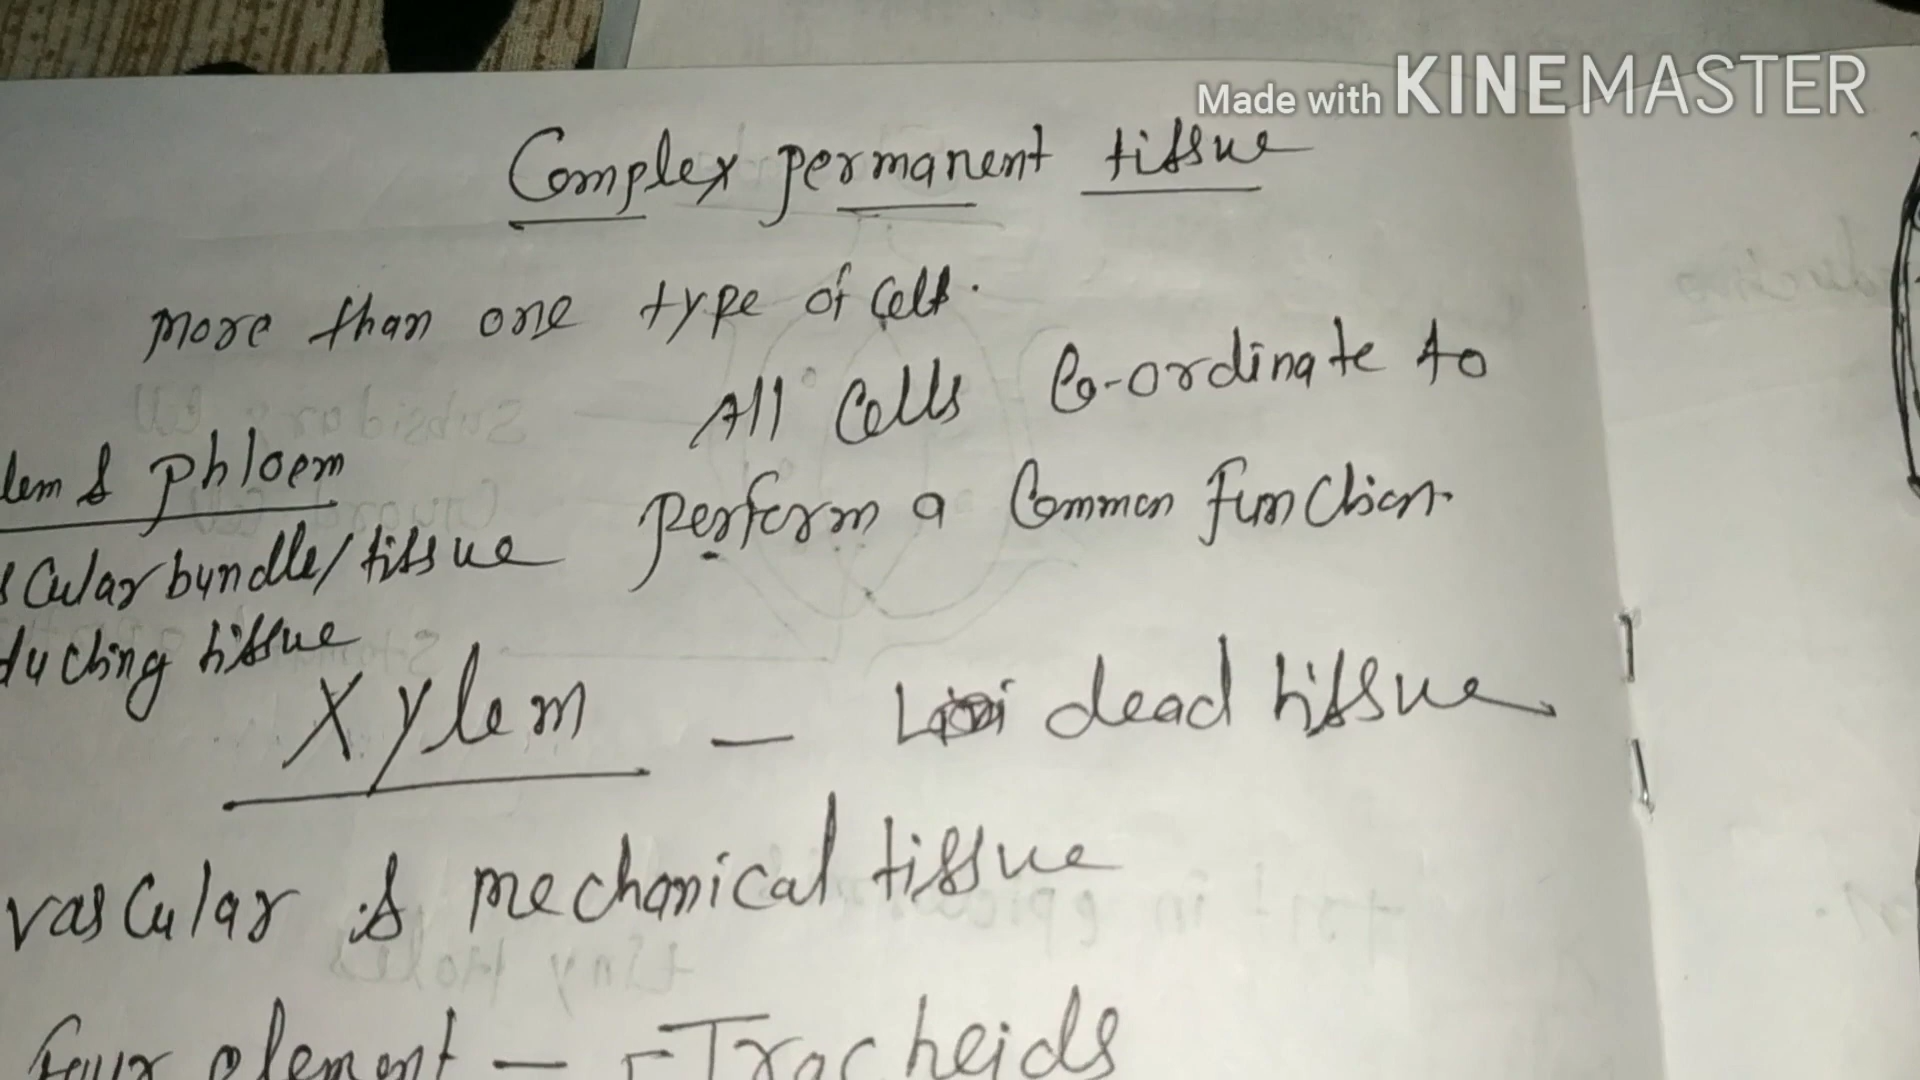 Made with KINEMASTER
Complex permanent tissue
more than one type of cell.
All cells co-ordinate to
lem & phloem
perform a common function.
scular bundle/tissue
ducting tissue
Xylem — dead tissue
vascular & mechanical tissue
four element — Tracheids